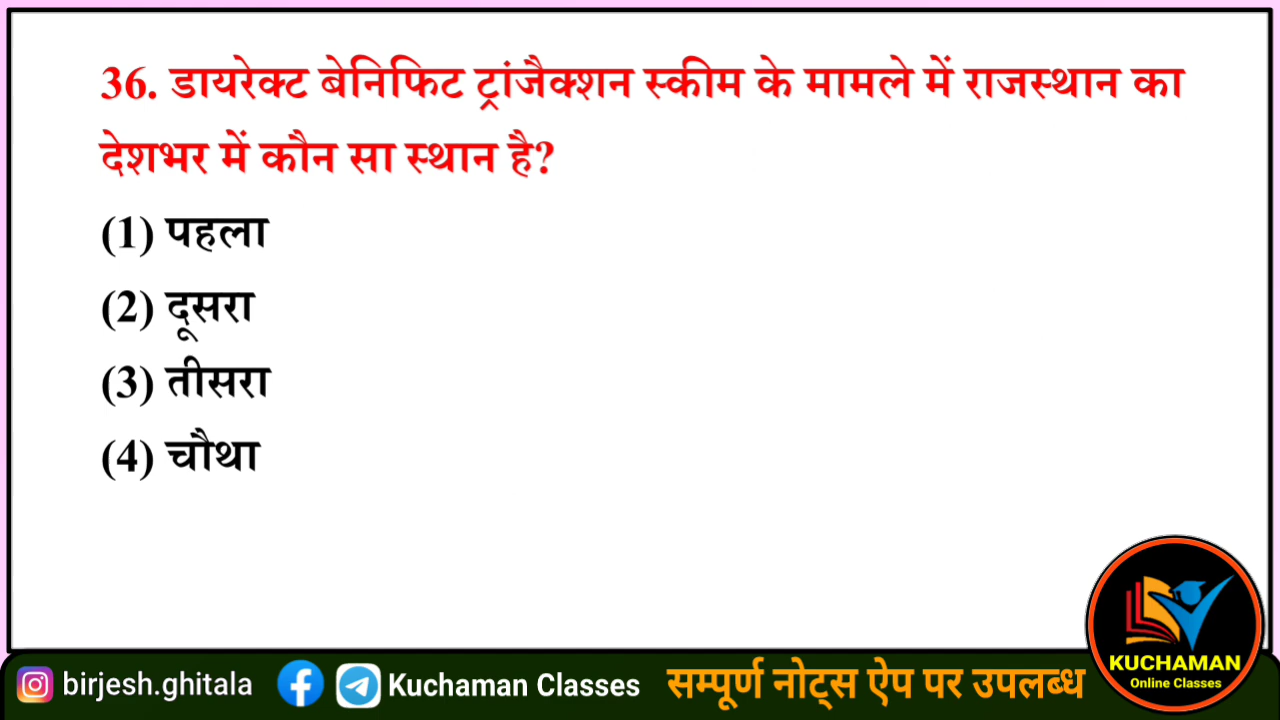 36. डायरेक्ट बेनिफिट ट्रांजैक्शन स्कीम के मामले में राजस्थान का
देशभर में कौन सा स्थान है?
(1) पहला
(2) दूसरा
(3) तीसरा
(4) चौथा
KUCHAMAN
Online Classes
birjesh.ghitala Kuchaman Classes सम्पूर्ण नोट्स ऐप पर उपलब्ध